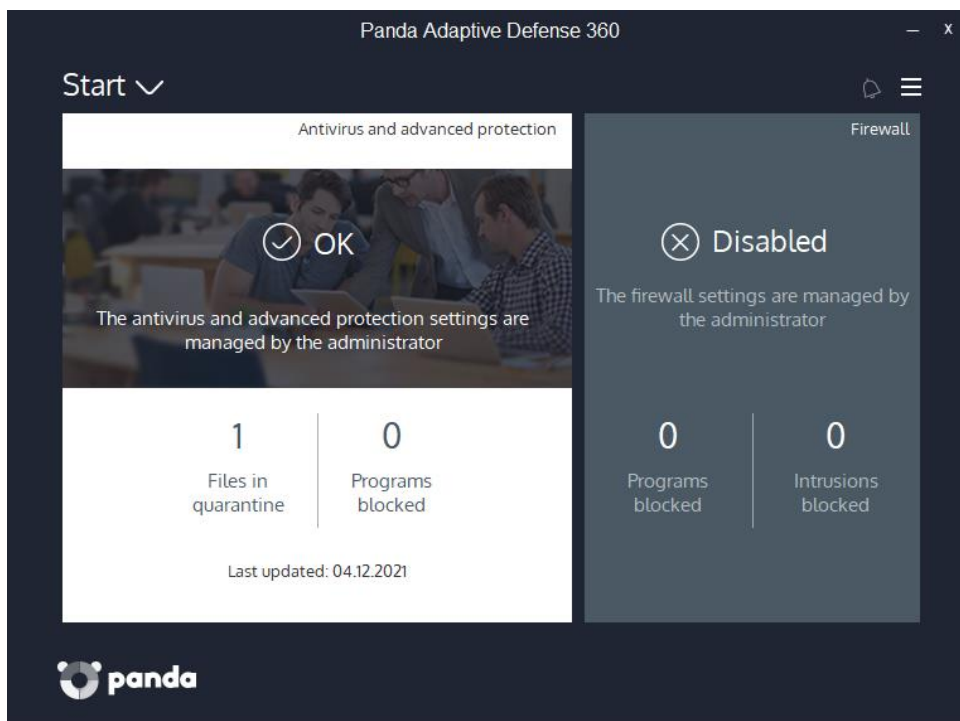 Panda Adaptive Defense 360
Start
Antivirus and advanced protection
OK
The antivirus and advanced protection settings are
managed by the administrator
1
Files in
quarantine
0
Programs
blocked
Last updated: 04.12.2021
Firewall
Disabled
The firewall settings are managed by
the administrator
0
Programs
blocked
0
Intrusions
blocked
panda